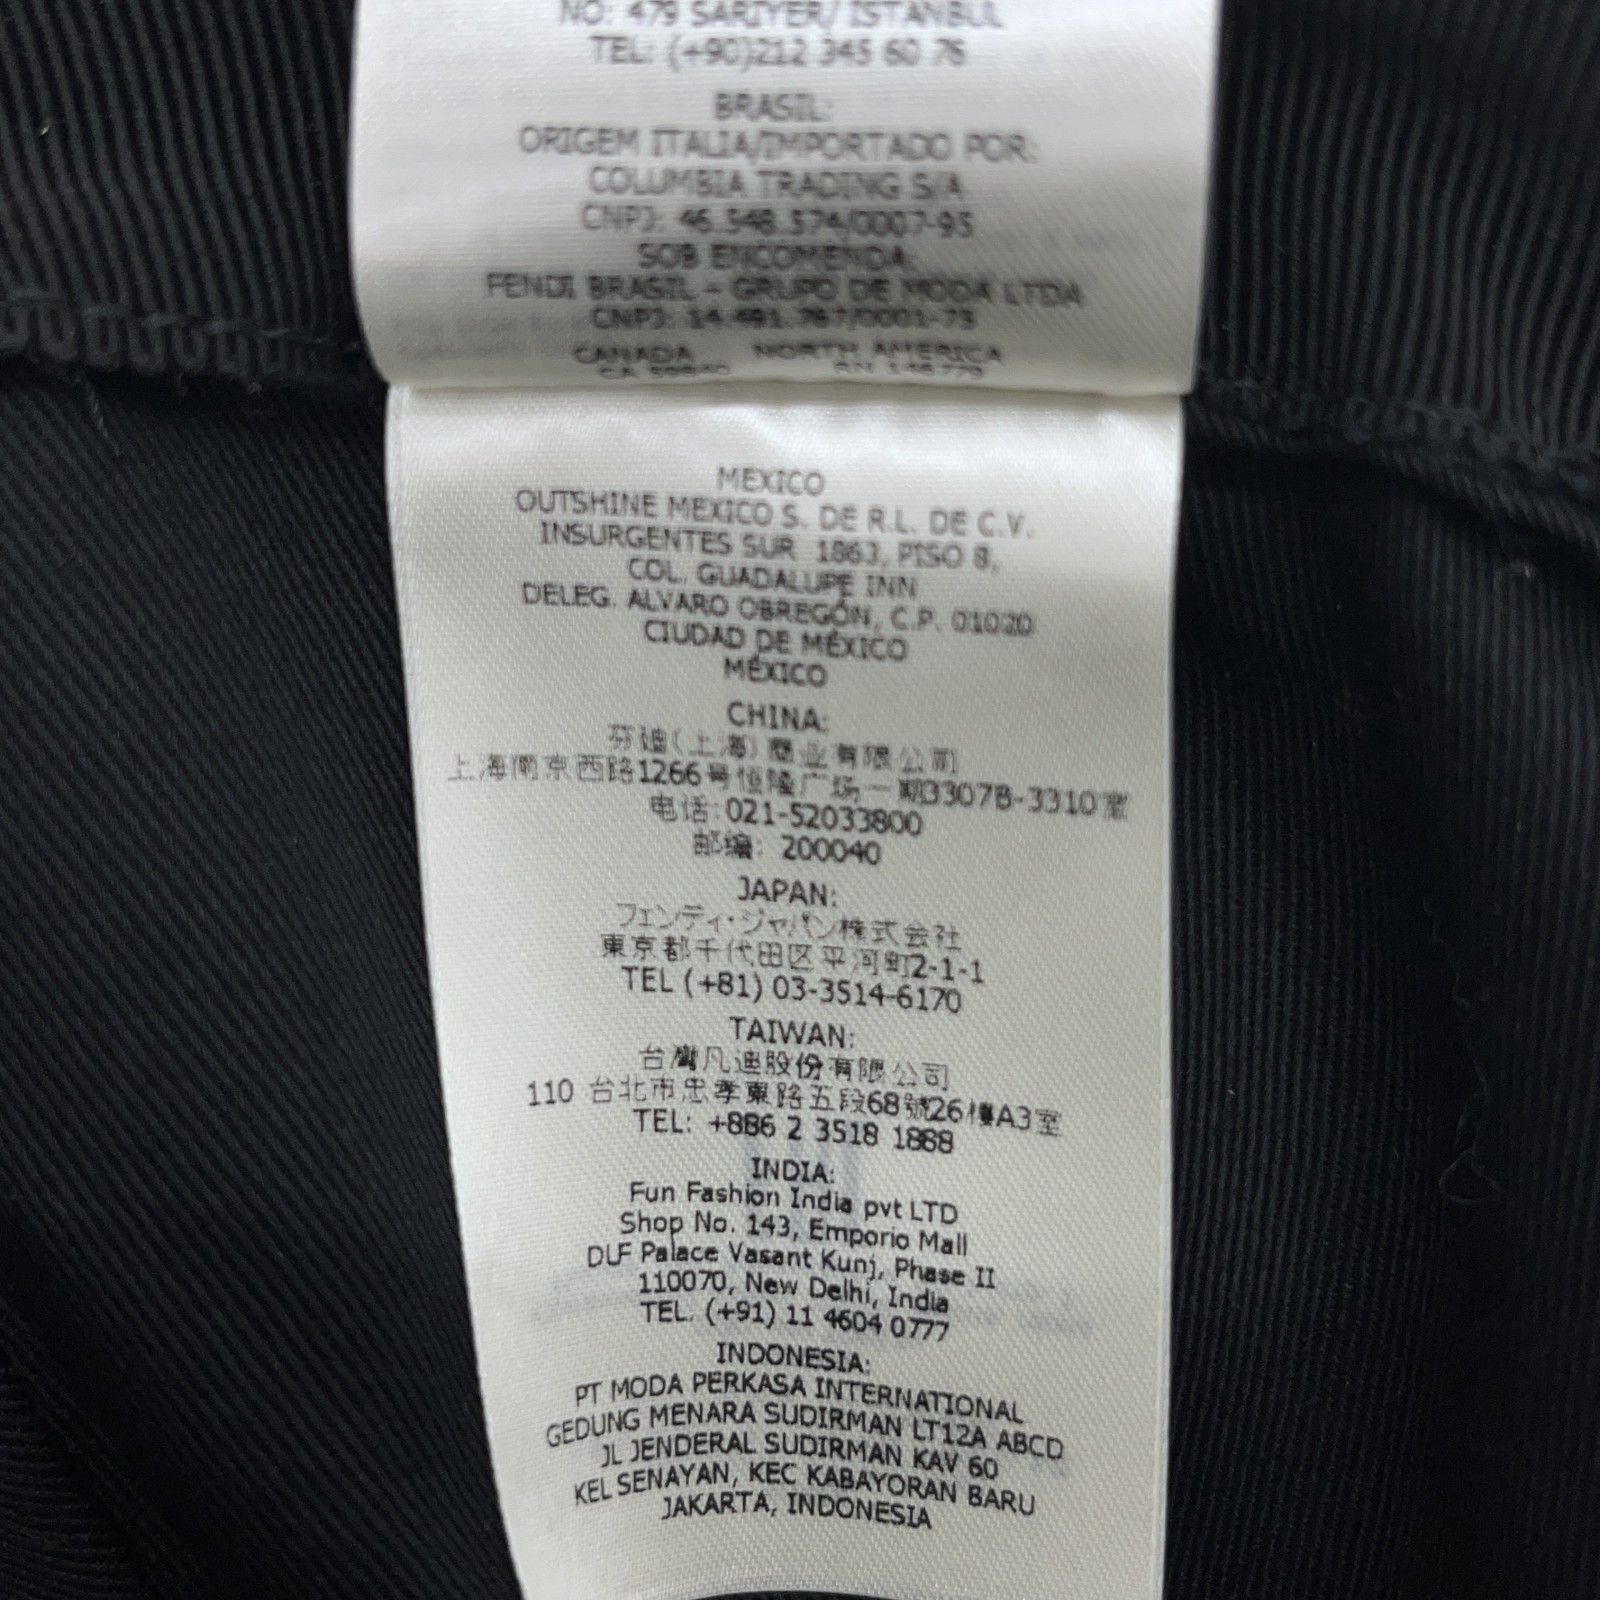 NO: 479 SARIYER/ ISTANBUL
TEL: (+90)212 345 60 76
BRASIL:
ORIGEM ITALIA/IMPORTADO POR:
COLUMBIA TRADING S/A
CNPJ: 46.548.574/0007-95
SOB ENCOMENDA:
FENDI BRASIL - GRUPO DE MODA LTDA
CNPJ: 14.491.767/0001-73
CANADA NORTH AMERICA
CA
MEXICO
OUTSHINE MEXICO S. DE R.L. DE C.V.
INSURGENTES SUR 1863, PISO 8,
COL. GUADALUPE INN
DELEG. ALVARO OBREGÓN, C.P. 01020
CIUDAD DE MÉXICO
MÉXICO
CHINA:
芬迪(上海)商业有限公司
上海南京西路1266号恒隆广场一期3307B-3310室
电话:021-52033800
邮编: 200040
JAPAN:
フェンディ・ジャパン株式会社
東京都千代田区平河町2-1-1
TEL (+81) 03-3514-6170
TAIWAN:
台灣凡迪股份有限公司
110 台北市忠孝東路五段68號26樓A3室
TEL: +886 2 3518 1888
INDIA:
Fun Fashion India pvt LTD
Shop No. 143, Emporio Mall
DLF Palace Vasant Kunj, Phase II
110070, New Delhi, India
TEL. (+91) 11 4604 0777
INDONESIA:
PT MODA PERKASA INTERNATIONAL
GEDUNG MENARA SUDIRMAN LT12A ABCD
JL JENDERAL SUDIRMAN KAV 60
KEL SENAYAN, KEC KABAYORAN BARU
JAKARTA, INDONESIA